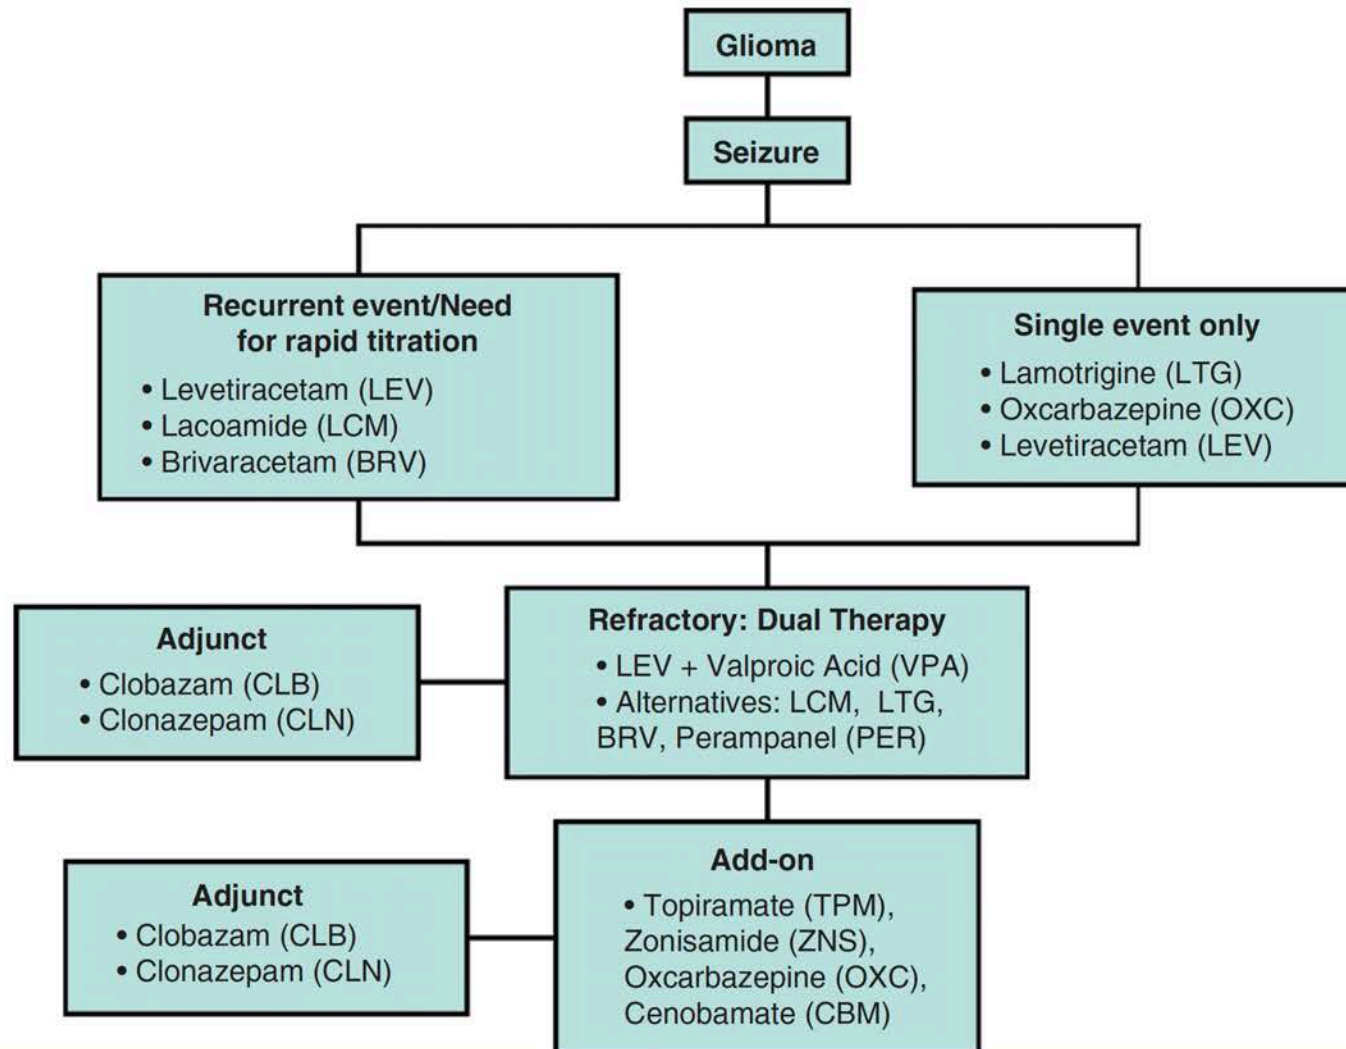 Glioma
Seizure
Recurrent event/Need
for rapid titration
• Levetiracetam (LEV)
• Lacoamide (LCM)
• Brivaracetam (BRV)
Single event only
• Lamotrigine (LTG)
• Oxcarbazepine (OXC)
• Levetiracetam (LEV)
Refractory: Dual Therapy
• LEV + Valproic Acid (VPA)
• Alternatives: LCM, LTG,
BRV, Perampanel (PER)
Adjunct
• Clobazam (CLB)
• Clonazepam (CLN)
Add-on
• Topiramate (TPM),
Zonisamide (ZNS),
Oxcarbazepine (OXC),
Cenobamate (CBM)
Adjunct
• Clobazam (CLB)
• Clonazepam (CLN)